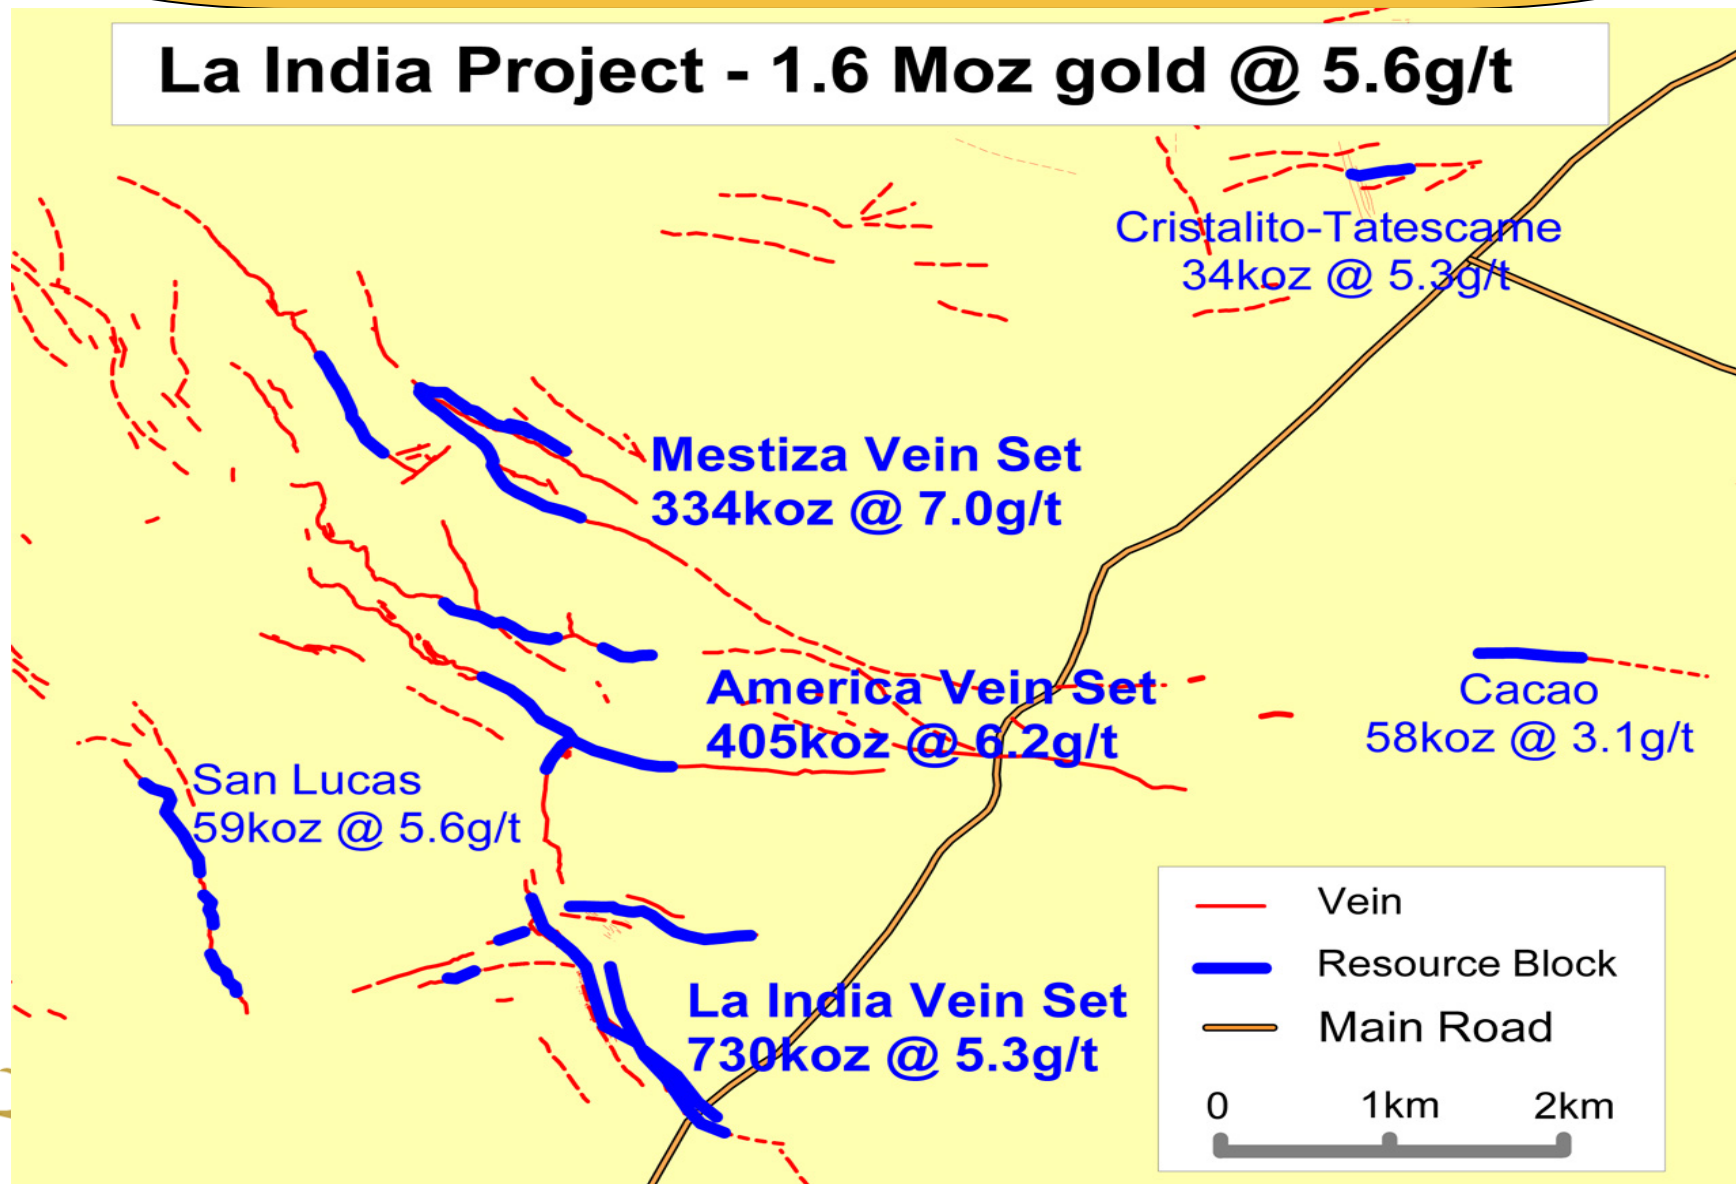 La India Project - 1.6 Moz gold @ 5.6g/t
Cristalito-Tatescame
34koz @ 5.3g/t
Mestiza Vein Set
334koz @ 7.0g/t
America Vein Set
405koz @ 6.2g/t
Cacao
58koz @ 3.1g/t
San Lucas
59koz @ 5.6g/t
La India Vein Set
730koz @ 5.3g/t
Vein
Resource Block
Main Road
0 1km 2km